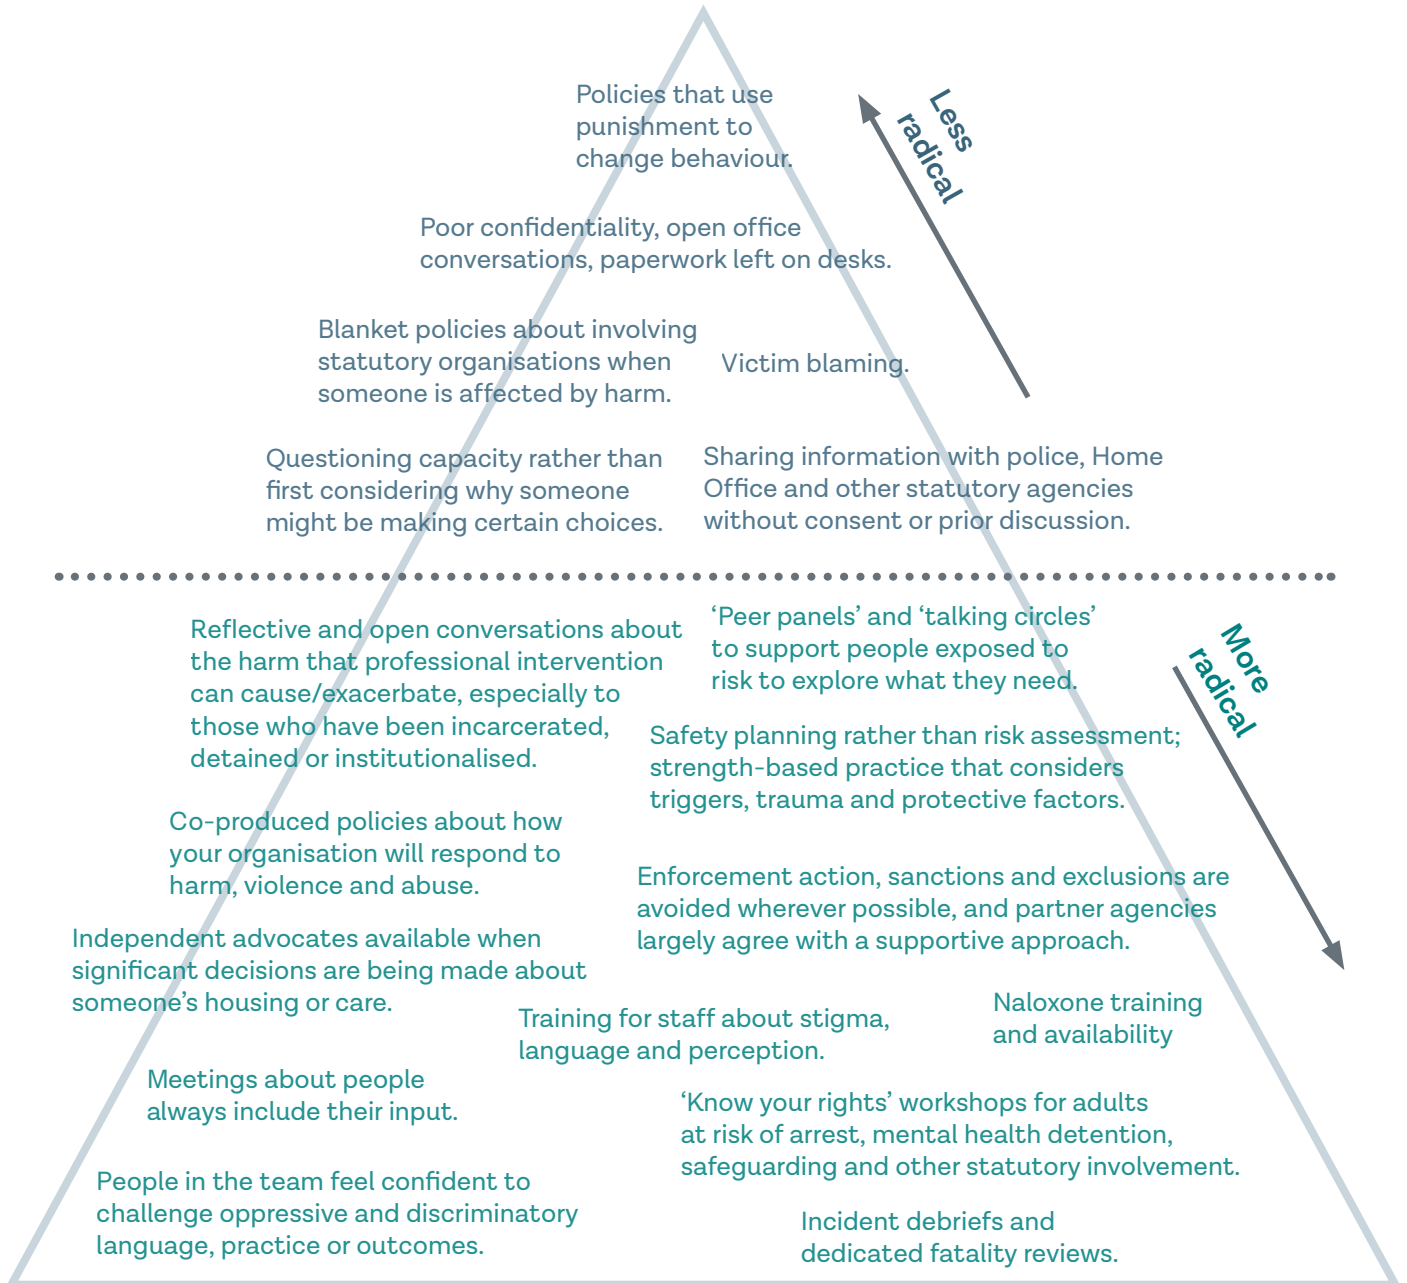 Policies that use
punishment to
change behaviour.
Less
radical
Poor confidentiality, open office
conversations, paperwork left on desks.
Blanket policies about involving
statutory organisations when
someone is affected by harm.
Victim blaming.
Questioning capacity rather than
first considering why someone
might be making certain choices.
Sharing information with police, Home
Office and other statutory agencies
without consent or prior discussion.
Reflective and open conversations about
the harm that professional intervention
can cause/exacerbate, especially to
those who have been incarcerated,
detained or institutionalised.
‘Peer panels’ and ‘talking circles’
to support people exposed to
risk to explore what they need.
More
radical
Safety planning rather than risk assessment;
strength-based practice that considers
triggers, trauma and protective factors.
Co-produced policies about how
your organisation will respond to
harm, violence and abuse.
Enforcement action, sanctions and exclusions are
avoided wherever possible, and partner agencies
largely agree with a supportive approach.
Independent advocates available when
significant decisions are being made about
someone’s housing or care.
Training for staff about stigma,
language and perception.
Naloxone training
and availability
Meetings about people
always include their input.
‘Know your rights’ workshops for adults
at risk of arrest, mental health detention,
safeguarding and other statutory involvement.
People in the team feel confident to
challenge oppressive and discriminatory
language, practice or outcomes.
Incident debriefs and
dedicated fatality reviews.